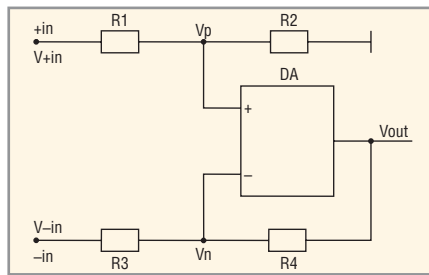 +in R1 Vp R2
V+in
DA
+
Vout
–
V–in
–in R3 Vn R4